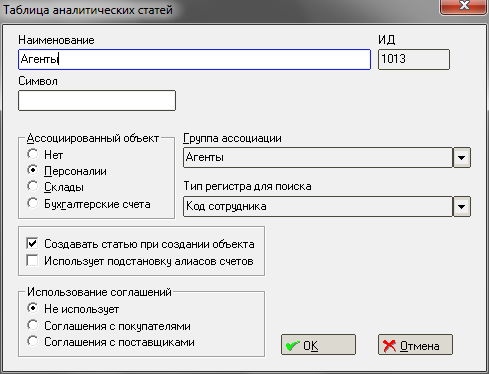 Таблица аналитических статей
Наименование ИД
Агенты 1013
Символ
Ассоциированный объект
Нет
Персоналии
Склады
Бухгалтерские счета
Группа ассоциации
Агенты
Тип регистра для поиска
Код сотрудника
Создавать статью при создании объекта
Использует подстановку алиасов счетов
Использование соглашений
Не использует
Соглашения с покупателями
Соглашения с поставщиками
OK Отмена